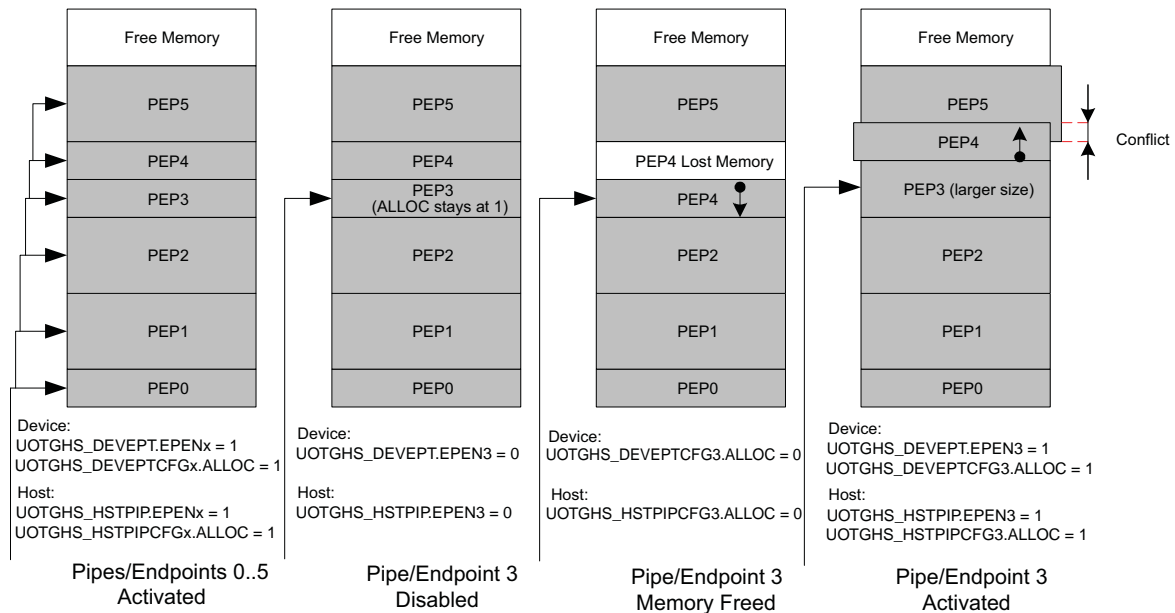 Free Memory
PEP5
PEP4
PEP3
PEP2
PEP1
PEP0
Device:
UOTGHS_DEVEPT.EPENx = 1
UOTGHS_DEVEPTCFGx.ALLOC = 1
Host:
UOTGHS_HSTPIP.EPENx = 1
UOTGHS_HSTPIPCFGx.ALLOC = 1
Pipes/Endpoints 0..5
Activated
Free Memory
PEP5
PEP4
PEP3
(ALLOC stays at 1)
PEP2
PEP1
PEP0
Device:
UOTGHS_DEVEPT.EPEN3 = 0
Host:
UOTGHS_HSTPIP.EPEN3 = 0
Pipe/Endpoint 3
Disabled
Free Memory
PEP5
PEP4 Lost Memory
PEP4
PEP2
PEP1
PEP0
Device:
UOTGHS_DEVEPTCFG3.ALLOC = 0
Host:
UOTGHS_HSTPIPCFG3.ALLOC = 0
Pipe/Endpoint 3
Memory Freed
Free Memory
PEP5
PEP4
Conflict
PEP3 (larger size)
PEP2
PEP1
PEP0
Device:
UOTGHS_DEVEPT.EPEN3 = 1
UOTGHS_DEVEPTCFG3.ALLOC = 1
Host:
UOTGHS_HSTPIP.EPEN3 = 1
UOTGHS_HSTPIPCFG3.ALLOC = 1
Pipe/Endpoint 3
Activated